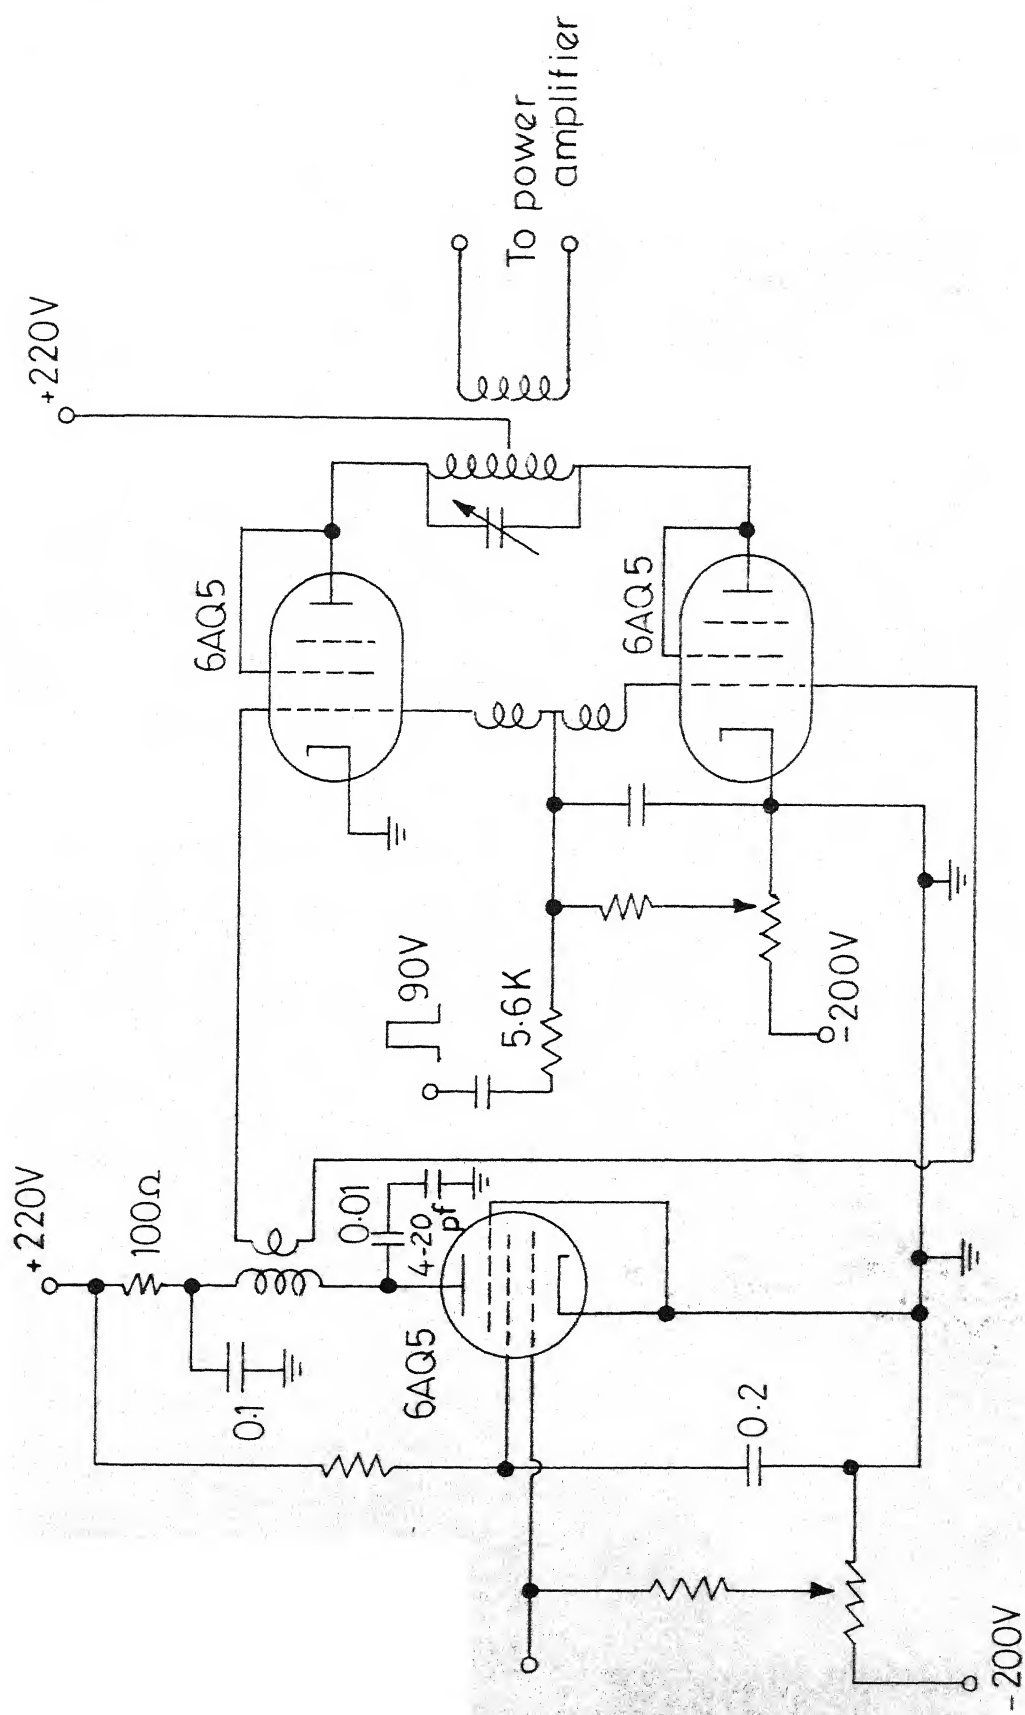 +220V
100Ω
0.1
0.01
4-20
pf
6AQ5
0.2
-200V
90V
5.6K
-200V
6AQ5
6AQ5
+220V
To power
amplifier